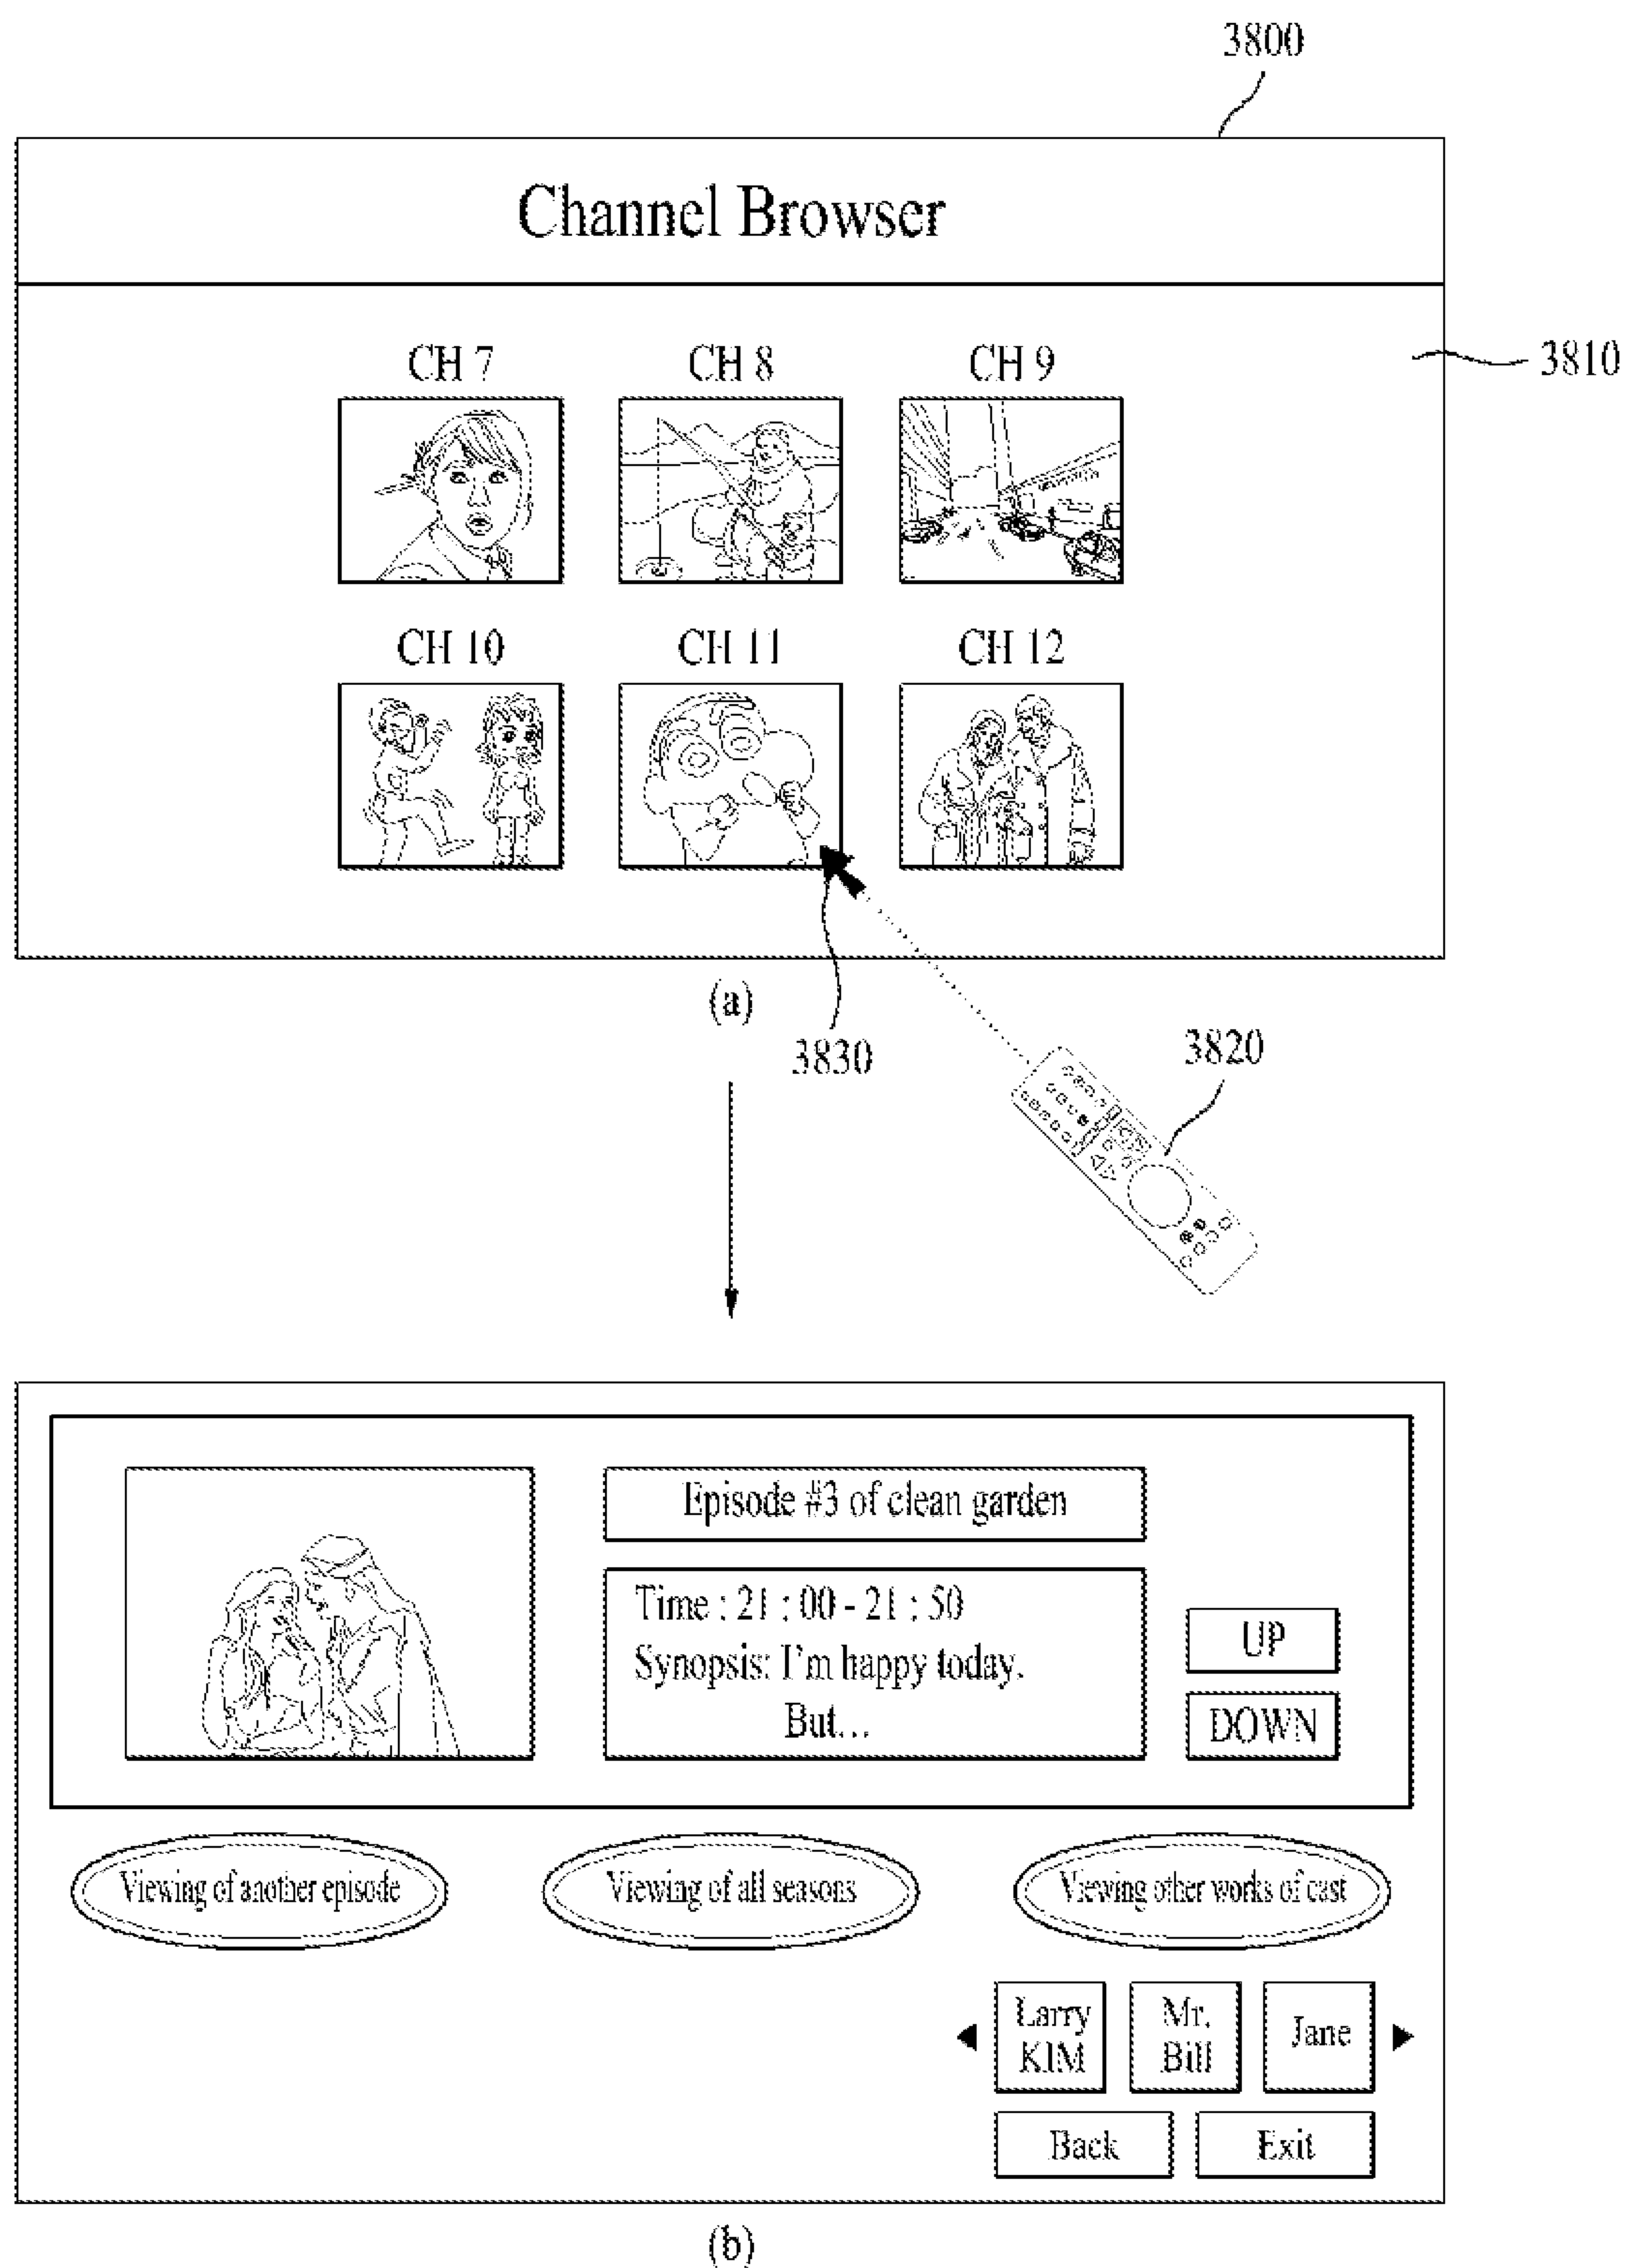 3800
Channel Browser
3810
CH 7
CH 8
CH 9
CH 10
CH 11
CH 12
(a)
3830
3820
Episode #3 of clean garden
Time : 21 : 00 - 21 : 50
Synopsis: I'm happy today.
But...
UP
DOWN
Viewing of another episode
Viewing of all seasons
Viewing other works of cast
Larry
KIM
Mr.
Bill
Jane
Back
Exit
(b)